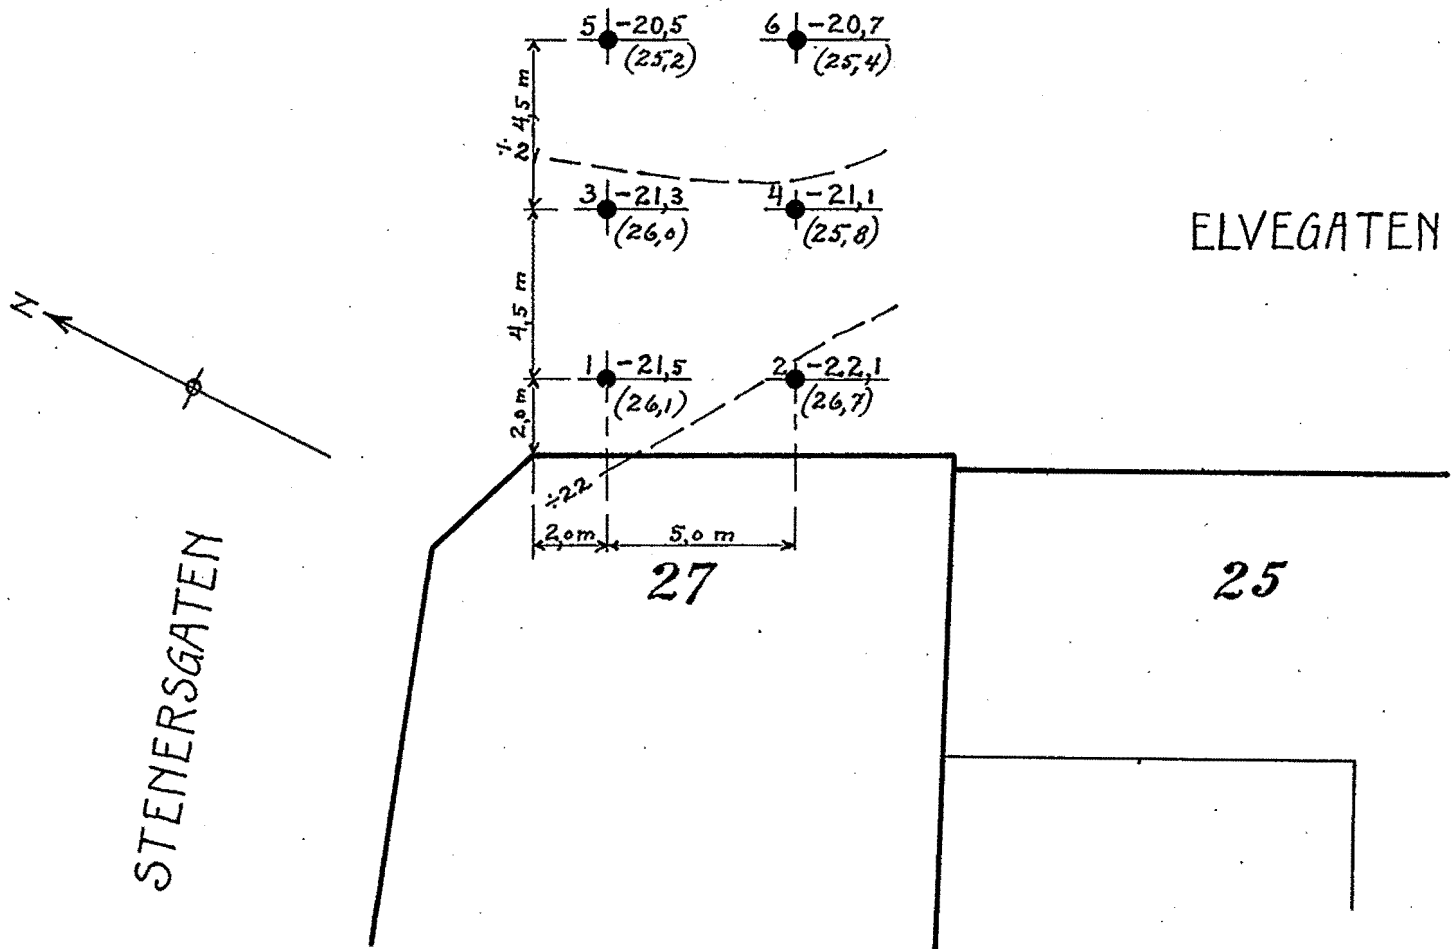 5 -20,5
(25,2)
6 -20,7
(25,4)
4,5 m
3 -21,3
(26,0)
4 -21,1
(25,8)
ELVEGATEN
4,5 m
N
1 -21,5
(26,1)
2 -22,1
(26,7)
2,0 m
÷22
2,0 m
5,0 m
27
25
STENERSGATEN